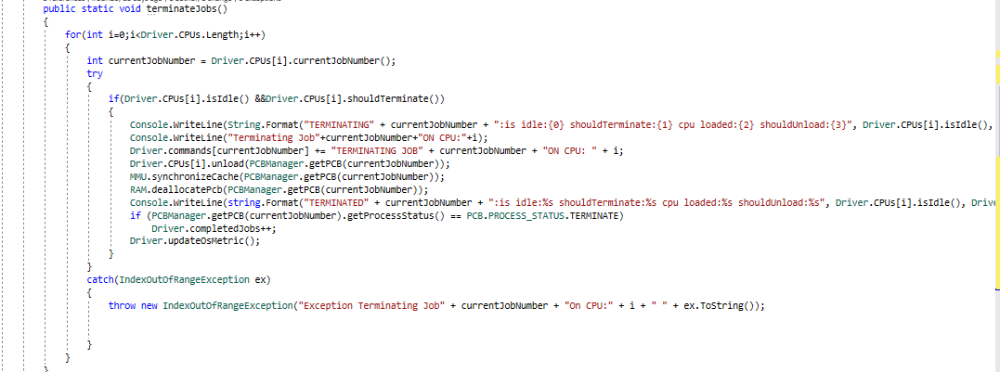 public static void terminateJobs()
{
for(int i=0;i<Driver.CPUs.Length;i++)
{
int currentJobNumber = Driver.CPUs[i].currentJobNumber();
try
{
if(Driver.CPUs[i].isIdle() &&Driver.CPUs[i].shouldTerminate())
{
Console.WriteLine(String.Format("TERMINATING" + currentJobNumber + ":is idle:{0} shouldTerminate:{1} cpu loaded:{2} shouldUnload:{3}", Driver.CPUs[i].isIdle(),
Console.WriteLine("Terminating Job"+currentJobNumber+"ON CPU:"+i);
Driver.commands[currentJobNumber] += "TERMINATING JOB" + currentJobNumber + "ON CPU: " + i;
Driver.CPUs[i].unload(PCBManager.getPCB(currentJobNumber));
MMU.synchronizeCache(PCBManager.getPCB(currentJobNumber));
RAM.deallocatePcb(PCBManager.getPCB(currentJobNumber));
Console.WriteLine(string.Format("TERMINATED" + currentJobNumber + ":is idle:%s shouldTerminate:%s cpu loaded:%s shouldUnload:%s", Driver.CPUs[i].isIdle(), Drive
if (PCBManager.getPCB(currentJobNumber).getProcessStatus() == PCB.PROCESS_STATUS.TERMINATE)
Driver.completedJobs++;
Driver.updateOsMetric();
}
}
catch(IndexOutOfRangeException ex)
{
throw new IndexOutOfRangeException("Exception Terminating Job" + currentJobNumber + "On CPU:" + i + " " + ex.ToString());
}
}
}